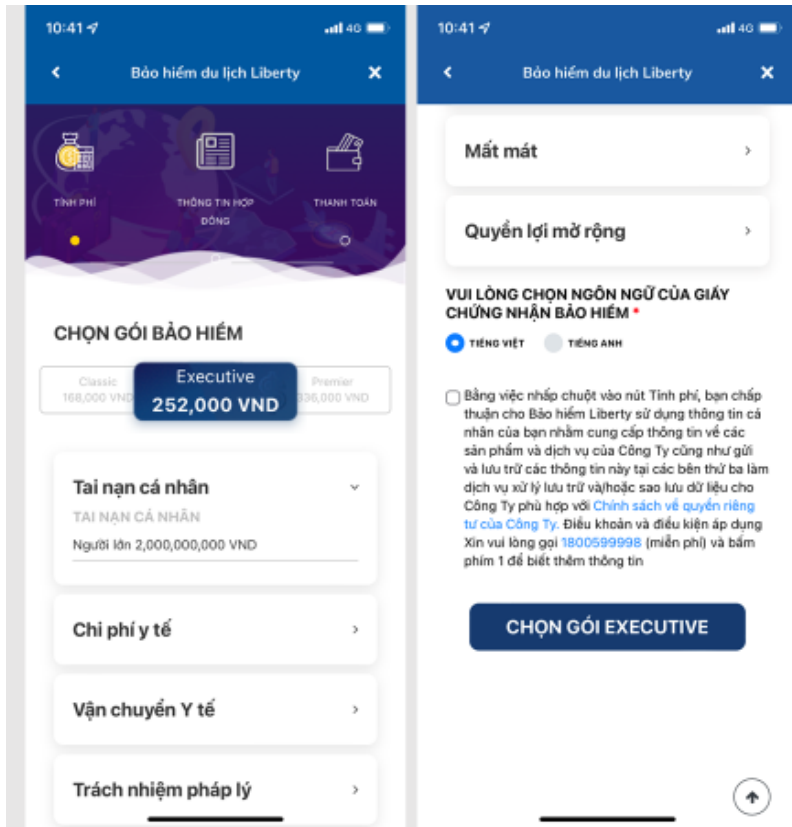 10:41
4G
Bảo hiểm du lịch Liberty
TÍNH PHÍ
THÔNG TIN HỢP
ĐỒNG
THANH TOÁN
CHỌN GÓI BẢO HIỂM
Classic
168,000 VND
Executive
252,000 VND
Premier
336,000 VND
Tai nạn cá nhân
TAI NẠN CÁ NHÂN
Người lớn 2,000,000,000 VND
Chi phí y tế
Vận chuyển Y tế
Trách nhiệm pháp lý
10:41
4G
Bảo hiểm du lịch Liberty
Mất mát
Quyền lợi mở rộng
VUI LÒNG CHỌN NGÔN NGỮ CỦA GIẤY
CHỨNG NHẬN BẢO HIỂM *
TIẾNG VIỆT
TIẾNG ANH
Bằng việc nhấp chuột vào nút Tính phí, bạn chấp
thuận cho Bảo hiểm Liberty sử dụng thông tin cá
nhân của bạn nhằm cung cấp thông tin về các
sản phẩm và dịch vụ của Công Ty cũng như gửi
và lưu trữ các thông tin này tại các bên thứ ba làm
dịch vụ xử lý lưu trữ và/hoặc sao lưu dữ liệu cho
Công Ty phù hợp với Chính sách về quyền riêng
tư của Công Ty. Điều khoản và điều kiện áp dụng
Xin vui lòng gọi 1800599998 (miễn phí) và bấm
phím 1 để biết thêm thông tin
CHỌN GÓI EXECUTIVE